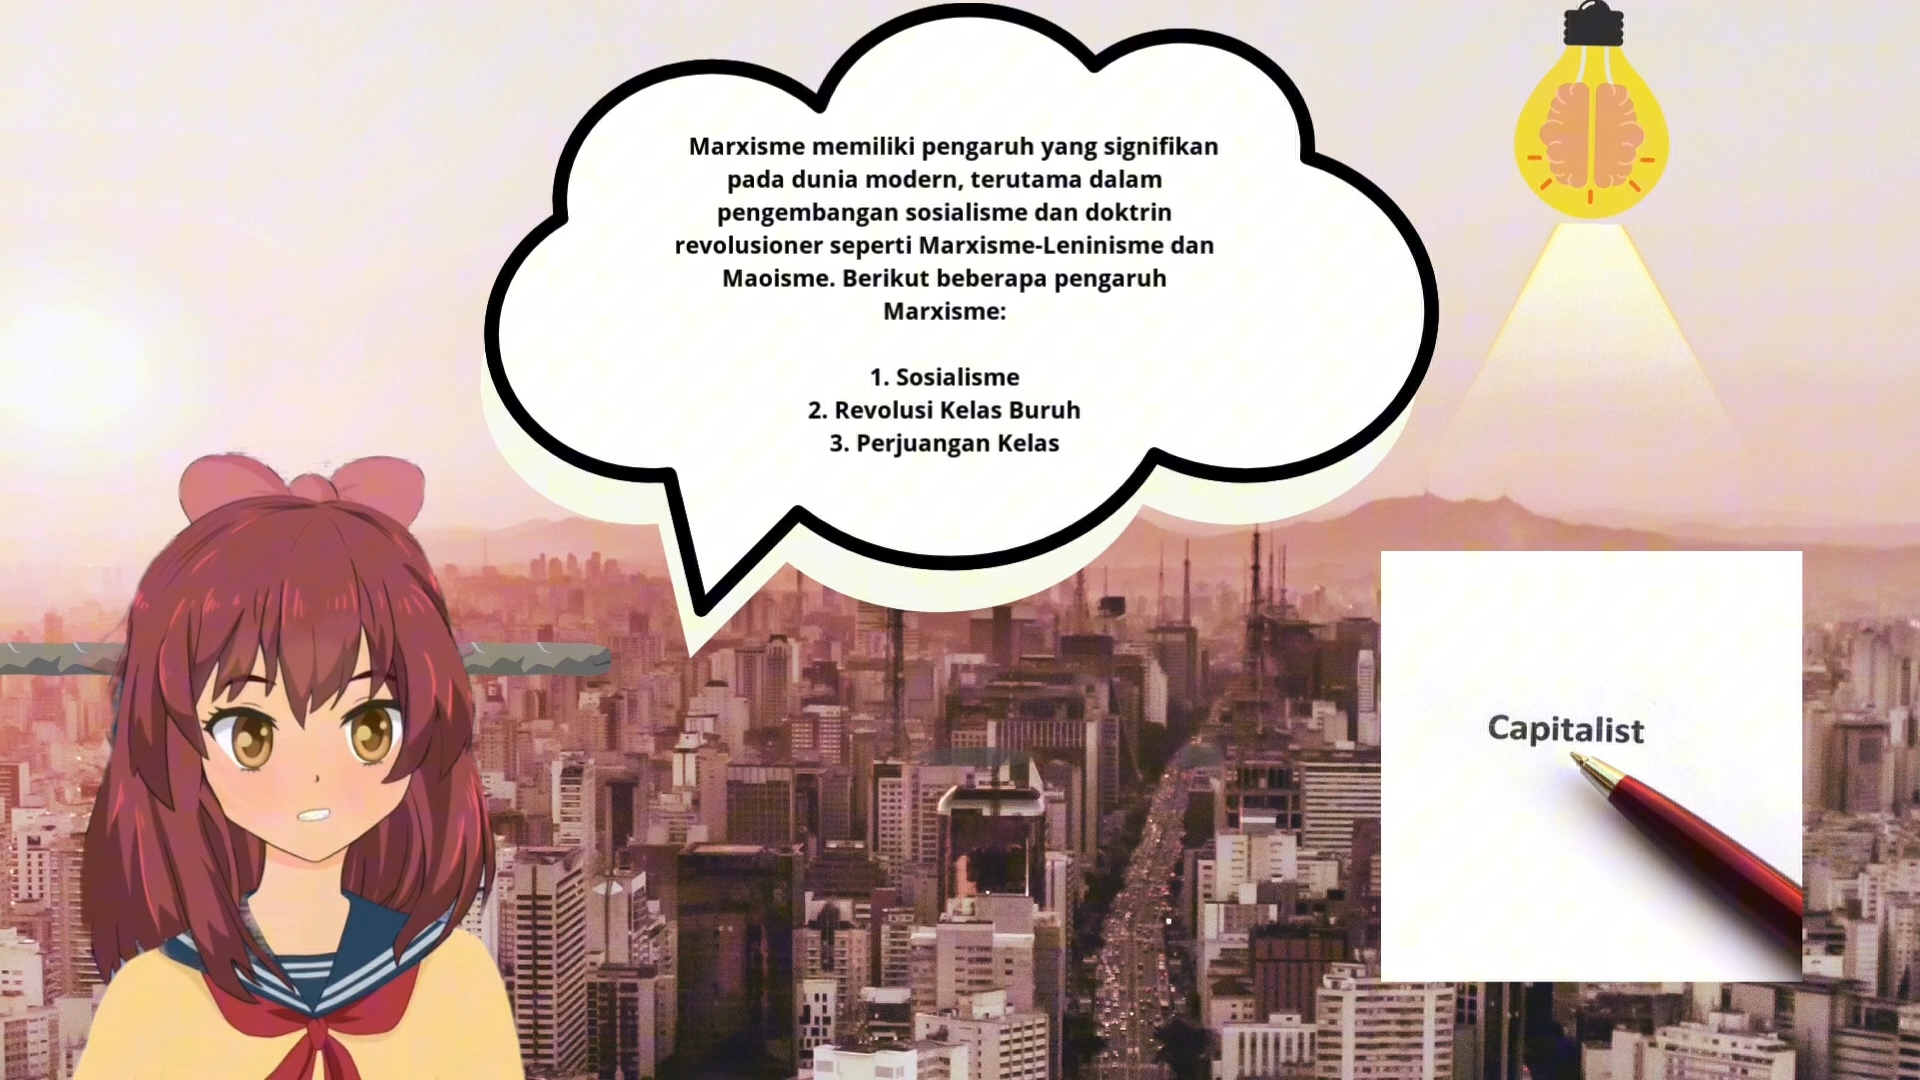 Marxisme memiliki pengaruh yang signifikan
pada dunia modern, terutama dalam
pengembangan sosialisme dan doktrin
revolusioner seperti Marxisme-Leninisme dan
Maoisme. Berikut beberapa pengaruh
Marxisme:
1. Sosialisme
2. Revolusi Kelas Buruh
3. Perjuangan Kelas
Capitalist